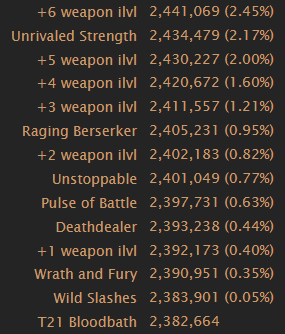 +6 weapon ilvl 2,441,069 (2.45%)
Unrivaled Strength 2,434,479 (2.17%)
+5 weapon ilvl 2,430,227 (2.00%)
+4 weapon ilvl 2,420,672 (1.60%)
+3 weapon ilvl 2,411,557 (1.21%)
Raging Berserker 2,405,231 (0.95%)
+2 weapon ilvl 2,402,183 (0.82%)
Unstoppable 2,401,049 (0.77%)
Pulse of Battle 2,397,731 (0.63%)
Deathdealer 2,393,238 (0.44%)
+1 weapon ilvl 2,392,173 (0.40%)
Wrath and Fury 2,390,951 (0.35%)
Wild Slashes 2,383,901 (0.05%)
T21 Bloodbath 2,382,664